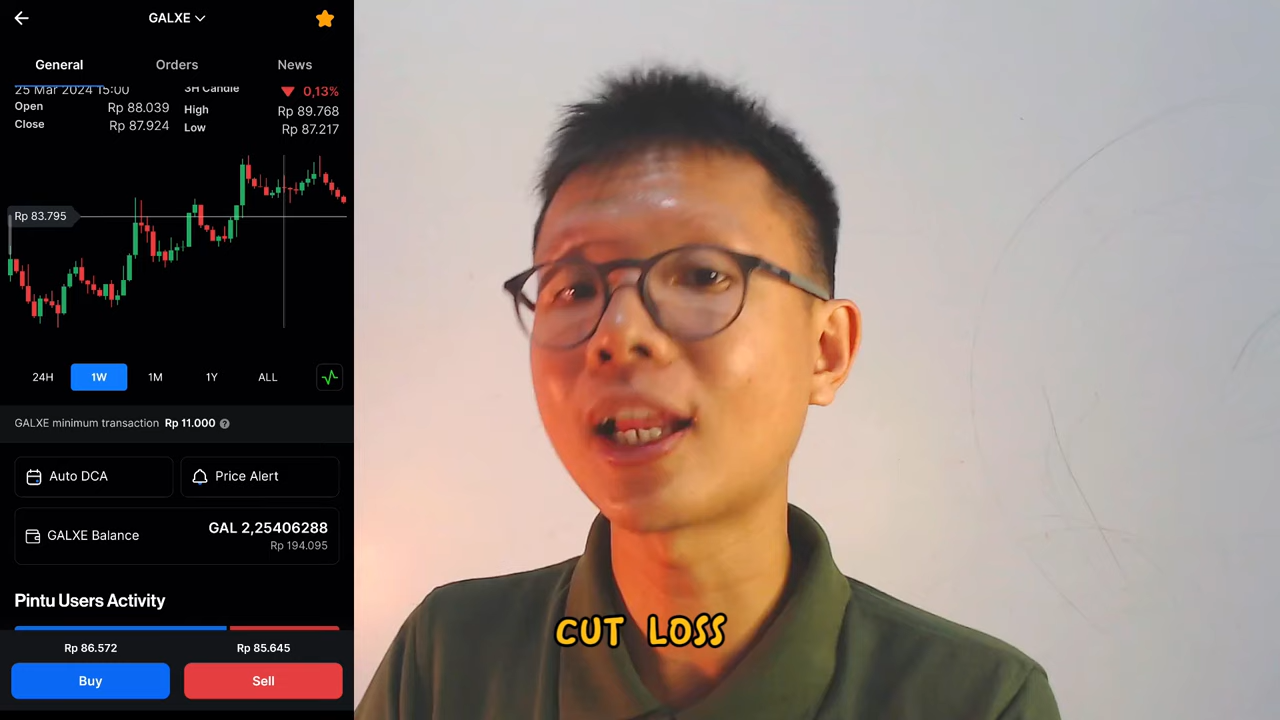 GALXE
General Orders News
25 Mar 2024 15:00 3H Candle 0,13%
Open Rp 88.039 High Rp 89.768
Close Rp 87.924 Low Rp 87.217
Rp 83.795
24H 1W 1M 1Y ALL
GALXE minimum transaction Rp 11.000 ?
Auto DCA Price Alert
GALXE Balance GAL 2,25406288
Rp 194.095
Pintu Users Activity
Rp 86.572 Rp 85.645
Buy Sell
CUT LOSS